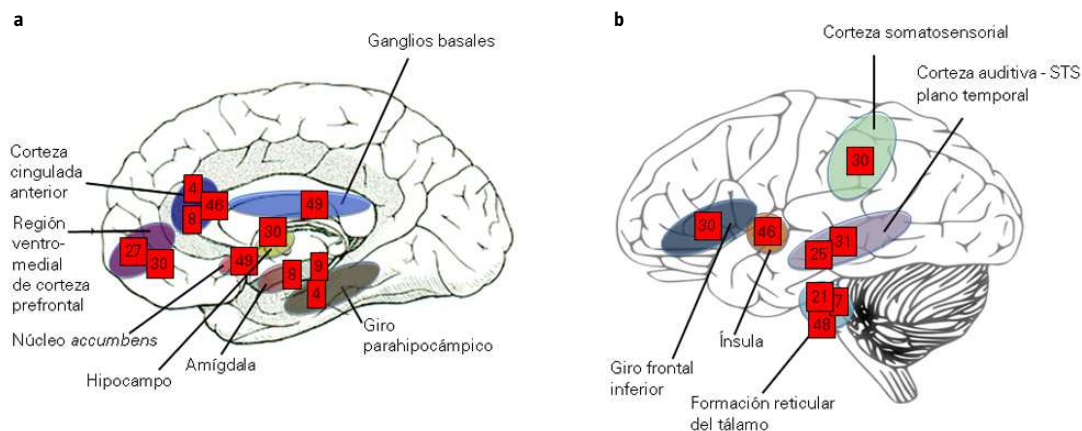 a
Ganglios basales
Corteza
cingulada
anterior
Región
ventro-
medial
de corteza
prefrontal
Núcleo accumbens
Hipocampo
Amígdala
Giro
parahipocámpico
4
46
8
49
30
27
30
49
8
9
4
b
Corteza somatosensorial
Corteza auditiva - STS
plano temporal
30
30
46
31
25
21
7
48
Ínsula
Giro frontal
inferior
Formación reticular
del tálamo